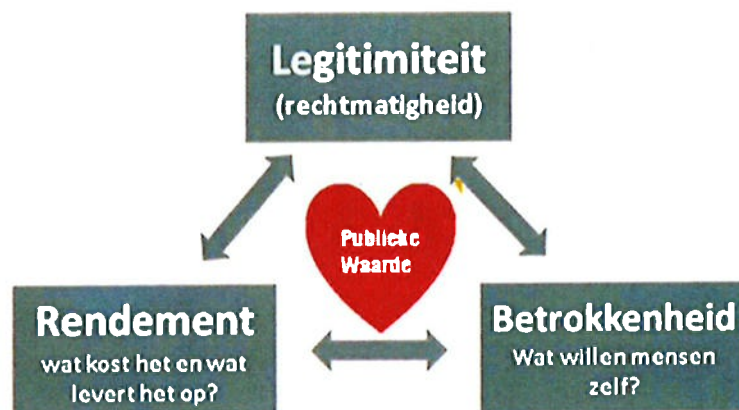 Legitimiteit
(rechtmatigheid)
Publieke
Waarde
Rendement
wat kost het en wat
levert het op?
Betrokkenheid
Wat willen mensen
zelf?